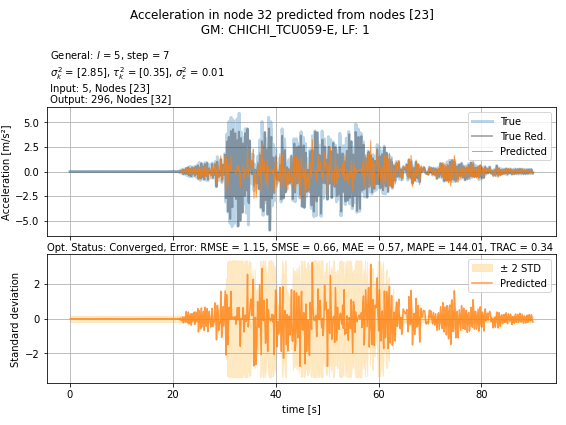 Acceleration in node 32 predicted from nodes [23]
GM: CHICHI_TCU059-E, LF: 1
General: l = 5, step = 7
σ²ₖ = [2.85], τ²ₖ = [0.35], σ²ε = 0.01
Input: 5, Nodes [23]
Output: 296, Nodes [32]
Acceleration [m/s²]
5.0
2.5
0.0
−2.5
−5.0
True
True Red.
Predicted
Opt. Status: Converged, Error: RMSE = 1.15, SMSE = 0.66, MAE = 0.57, MAPE = 144.01, TRAC = 0.34
Standard deviation
2
0
−2
± 2 STD
Predicted
0
20
40
60
80
time [s]